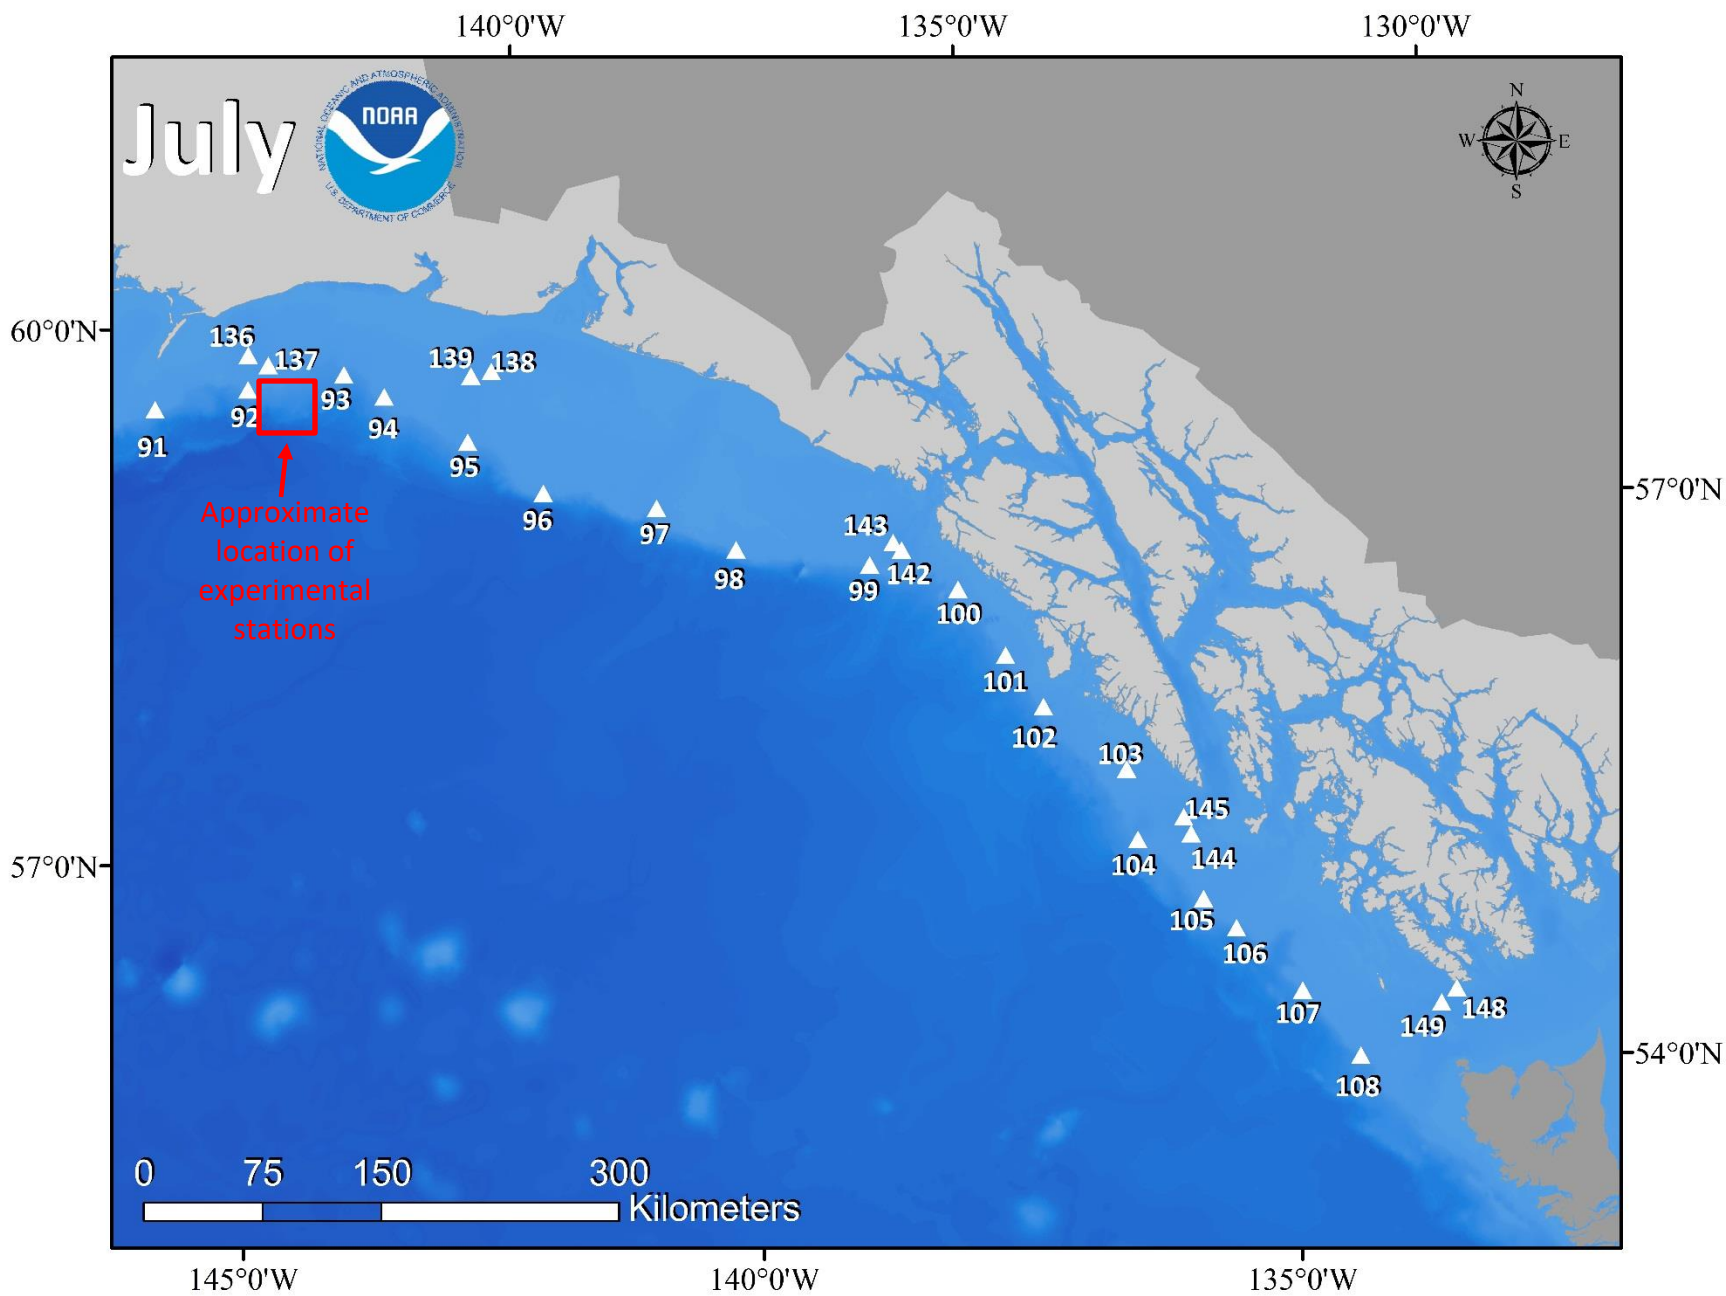 140°0'W 135°0'W 130°0'W
July
NATIONAL OCEANIC AND ATMOSPHERIC ADMINISTRATION
NOAA
U.S. DEPARTMENT OF COMMERCE
N
W E
S
60°0'N
136
137
139 138
92
93
91
94
95
57°0'N
Approximate
location of
experimental
stations
96
97
143
98
99
142
100
101
102
103
145
104
144
57°0'N
105
106
107
149
148
54°0'N
108
0 75 150 300
Kilometers
145°0'W 140°0'W 135°0'W